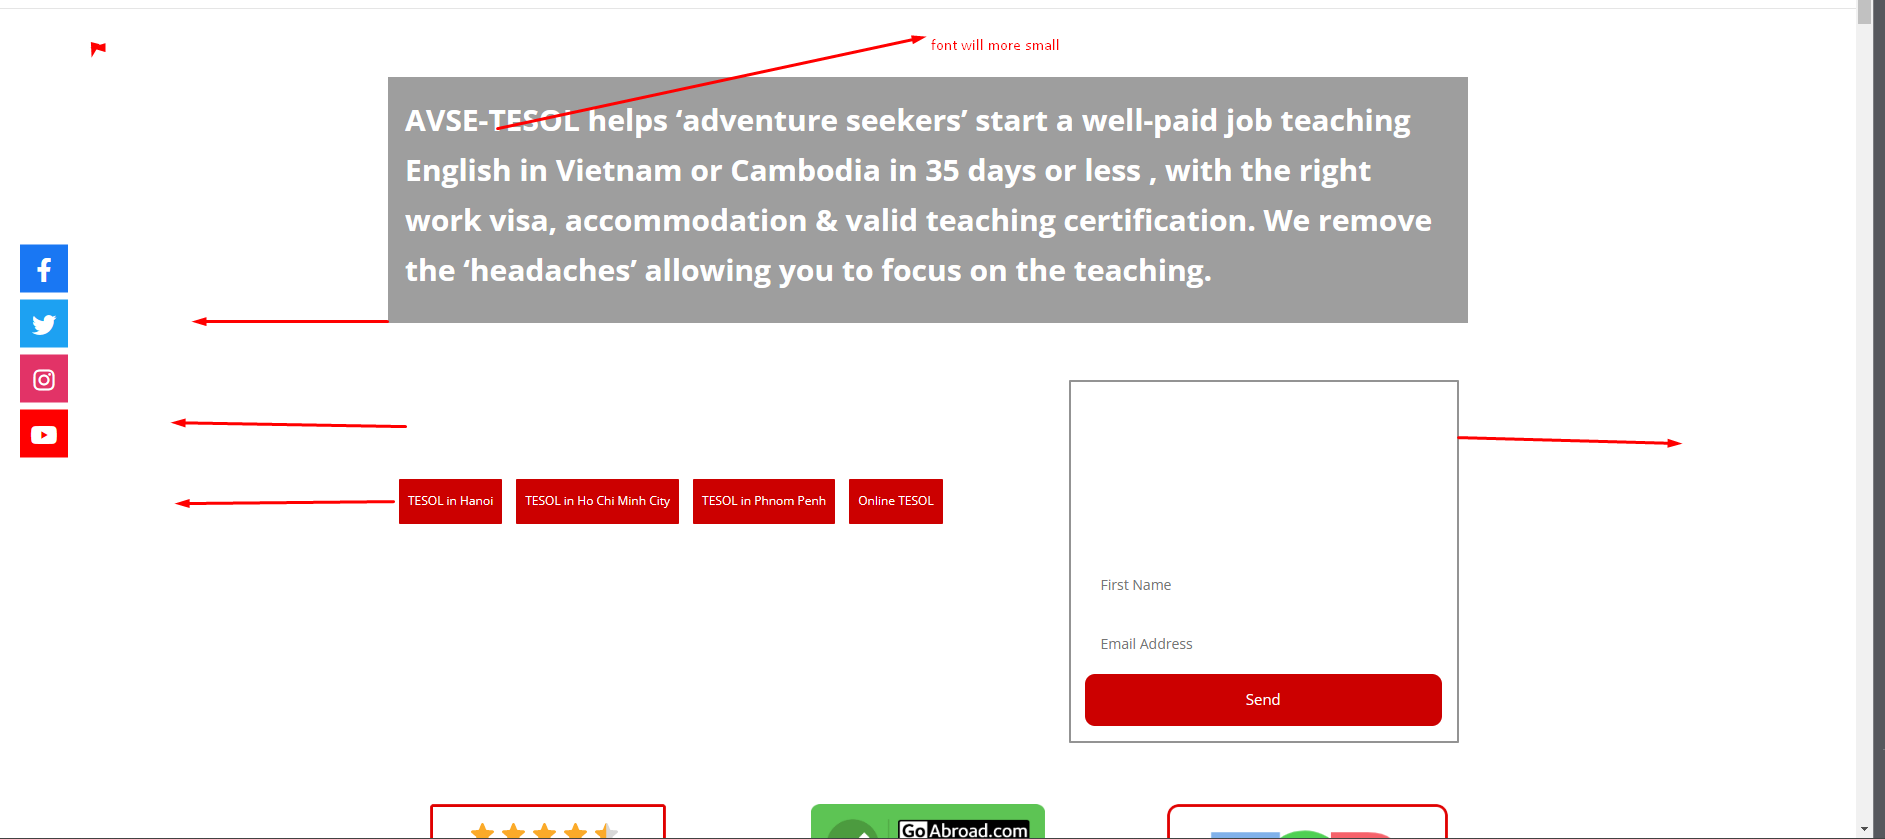 font will more small
AVSE-TESOL helps ‘adventure seekers’ start a well-paid job teaching
English in Vietnam or Cambodia in 35 days or less , with the right
work visa, accommodation & valid teaching certification. We remove
the ‘headaches’ allowing you to focus on the teaching.
TESOL in Hanoi
TESOL in Ho Chi Minh City
TESOL in Phnom Penh
Online TESOL
First Name
Email Address
Send
GoAbroad.com